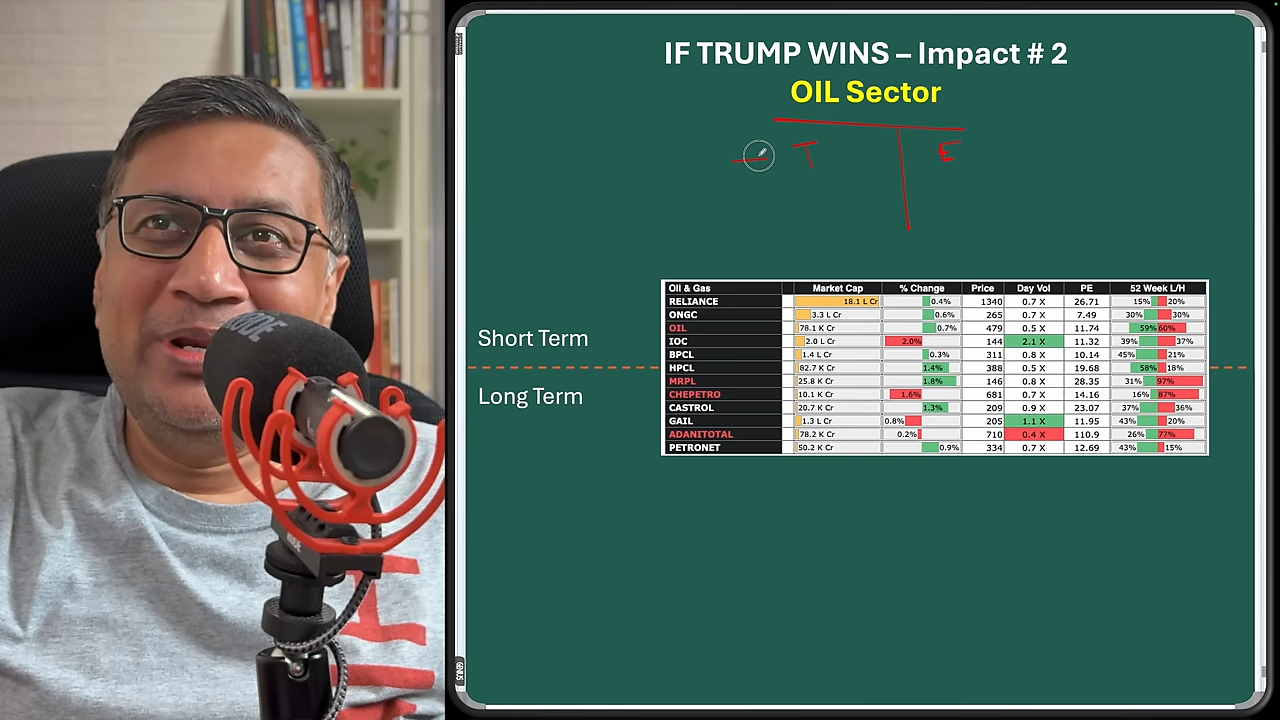 IF TRUMP WINS – Impact # 2
OIL Sector
T E
Short Term
Long Term
Oil & Gas Market Cap % Change Price Day Vol PE 52 Week L/H
RELIANCE 18.1 L Cr 0.4% 1340 0.7 X 26.71 15% 20%
ONGC 3.3 L Cr 0.6% 265 0.7 X 7.49 30% 30%
OIL 78.1 K Cr 0.7% 479 0.5 X 11.74 59% 60%
IOC 2.0 L Cr 2.0% 144 2.1 X 11.32 39% 37%
BPCL 1.4 L Cr 0.3% 311 0.8 X 10.14 45% 21%
HPCL 82.7 K Cr 1.4% 388 0.5 X 19.68 58% 18%
MRPL 25.8 K Cr 1.8% 146 0.8 X 28.35 31% 97%
CHEPETRO 10.1 K Cr 1.6% 681 0.7 X 14.16 16% 87%
CASTROL 20.7 K Cr 1.3% 209 0.9 X 23.07 37% 36%
GAIL 1.3 L Cr 0.8% 205 1.1 X 11.95 43% 20%
ADANITOTAL 78.2 K Cr 0.2% 710 0.4 X 110.9 26% 77%
PETRONET 50.2 K Cr 0.9% 334 0.7 X 12.69 43% 15%
RODE
GENIUS